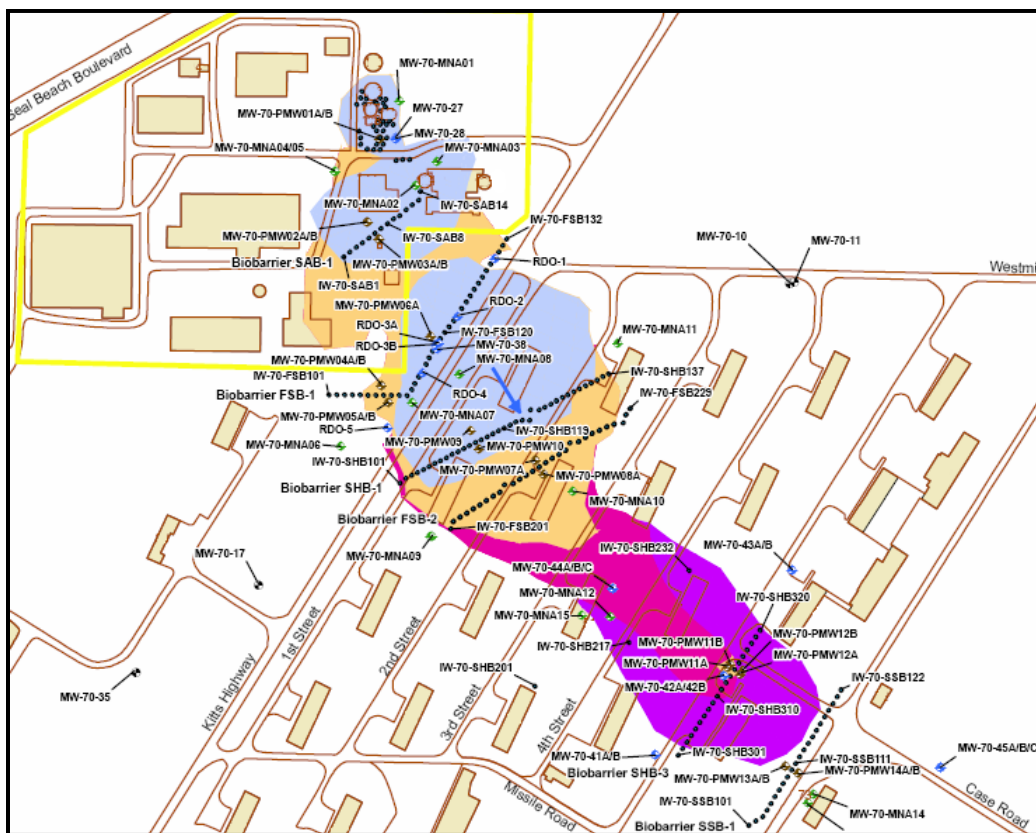 Seal Beach Boulevard
MW-70-MNA01
MW-70-PMW01A/B
MW-70-27
MW-70-28
MW-70-MNA04/05
MW-70-MNA03
MW-70-MNA02
IW-70-SAB14
IW-70-FSB132
MW-70-PMW02A/B
IW-70-SAB8
MW-70-10
MW-70-11
Biobarrier SAB-1
MW-70-PMW03A/B
RDO-1
Westmi
IW-70-SAB1
MW-70-PMW06A
RDO-2
RDO-3A
IW-70-FSB120
RDO-3B
MW-70-38
MW-70-MNA11
MW-70-MNA08
MW-70-PMW04A/B
IW-70-SHB137
IW-70-FSB101
RDO-4
IW-70-FSB229
Biobarrier FSB-1
MW-70-PMW05A/B
MW-70-MNA07
RDO-5
IW-70-SHB119
MW-70-MNA06
MW-70-PMW09
MW-70-PMW10
IW-70-SHB101
MW-70-PMW07A
MW-70-PMW08A
Biobarrier SHB-1
MW-70-MNA10
Biobarrier FSB-2
IW-70-FSB201
MW-70-MNA09
MW-70-17
IW-70-SHB232
MW-70-43A/B
MW-70-44A/B/C
MW-70-MNA12
IW-70-SHB320
MW-70-MNA15
1st Street
2nd Street
IW-70-SHB217
MW-70-PMW11B
MW-70-PMW12B
MW-70-PMW12A
MW-70-PMW11A
IW-70-SHB201
MW-70-42A/42B
IW-70-SSB122
MW-70-35
Kitts Highway
3rd Street
4th Street
IW-70-SHB310
MW-70-41A/B
IW-70-SHB301
IW-70-SSB111
MW-70-45A/B/C
Biobarrier SHB-3
MW-70-PMW13A/B
MW-70-PMW14A/B
Missile Road
IW-70-SSB101
Case Road
MW-70-MNA14
Biobarrier SSB-1